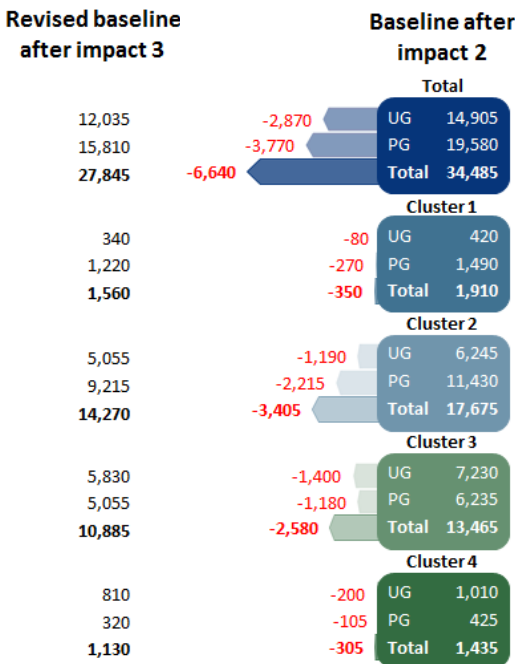 Revised baseline after impact 3
Baseline after impact 2
Total
12,035 -2,870 UG 14,905
15,810 -3,770 PG 19,580
27,845 -6,640 Total 34,485
Cluster 1
340 -80 UG 420
1,220 -270 PG 1,490
1,560 -350 Total 1,910
Cluster 2
5,055 -1,190 UG 6,245
9,215 -2,215 PG 11,430
14,270 -3,405 Total 17,675
Cluster 3
5,830 -1,400 UG 7,230
5,055 -1,180 PG 6,235
10,885 -2,580 Total 13,465
Cluster 4
810 -200 UG 1,010
320 -105 PG 425
1,130 -305 Total 1,435